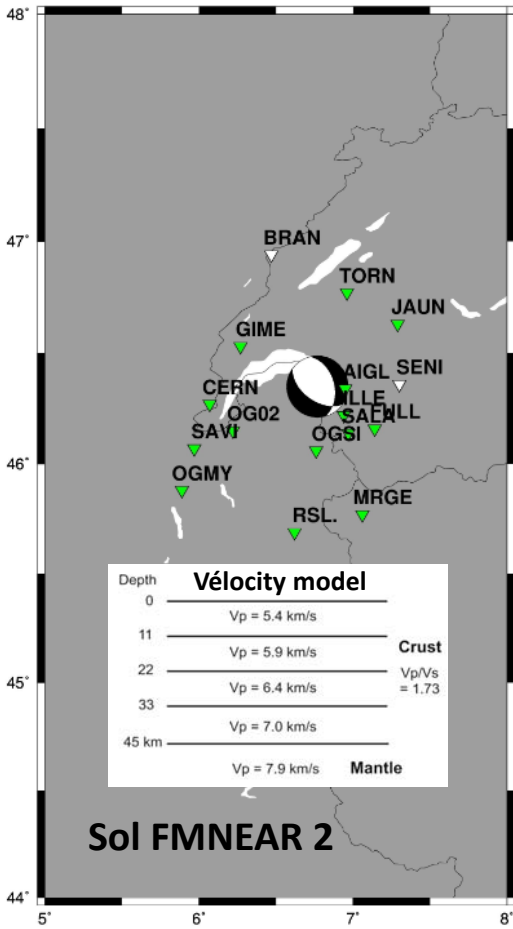 48°
47°
46°
45°
44°
5°
6°
7°
8°
BRAN
TORN
JAUN
GIME
AIGL
SENI
CERN
ILLE
OG02
SALA
FULL
SAVI
OGSI
OGMY
MRGE
RSL.
Depth
Vélocity model
0
Vp = 5.4 km/s
11
Vp = 5.9 km/s
Crust
22
Vp/Vs
= 1.73
Vp = 6.4 km/s
33
Vp = 7.0 km/s
45 km
Vp = 7.9 km/s
Mantle
Sol FMNEAR 2